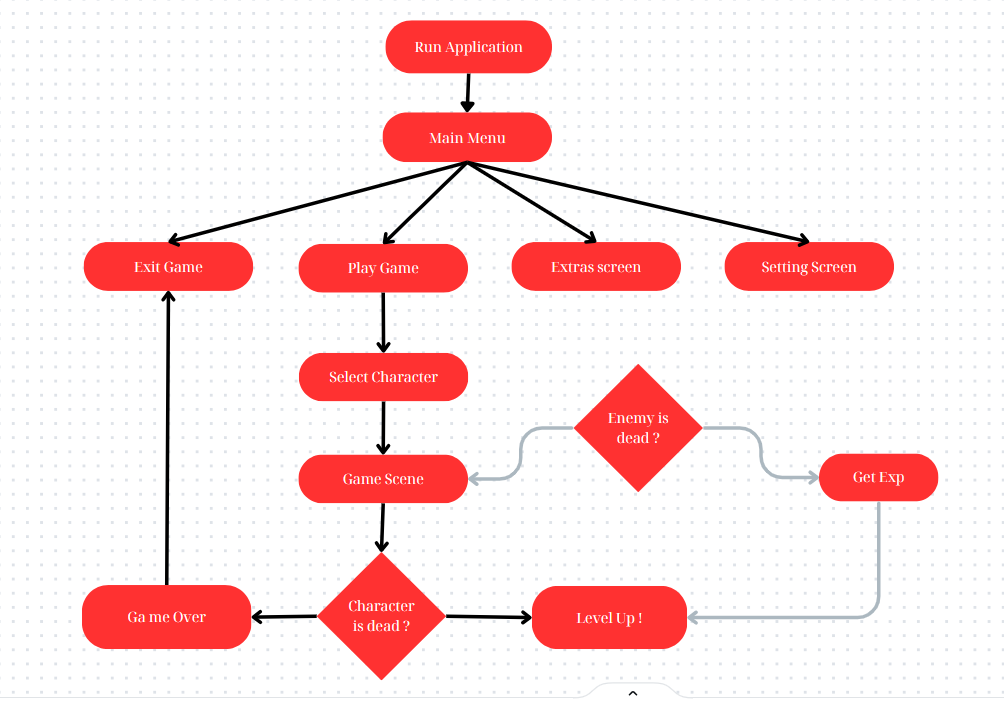 Run Application
Main Menu
Exit Game
Play Game
Extras screen
Setting Screen
Select Character
Enemy is
dead ?
Game Scene
Get Exp
Character
is dead ?
Ga me Over
Level Up !